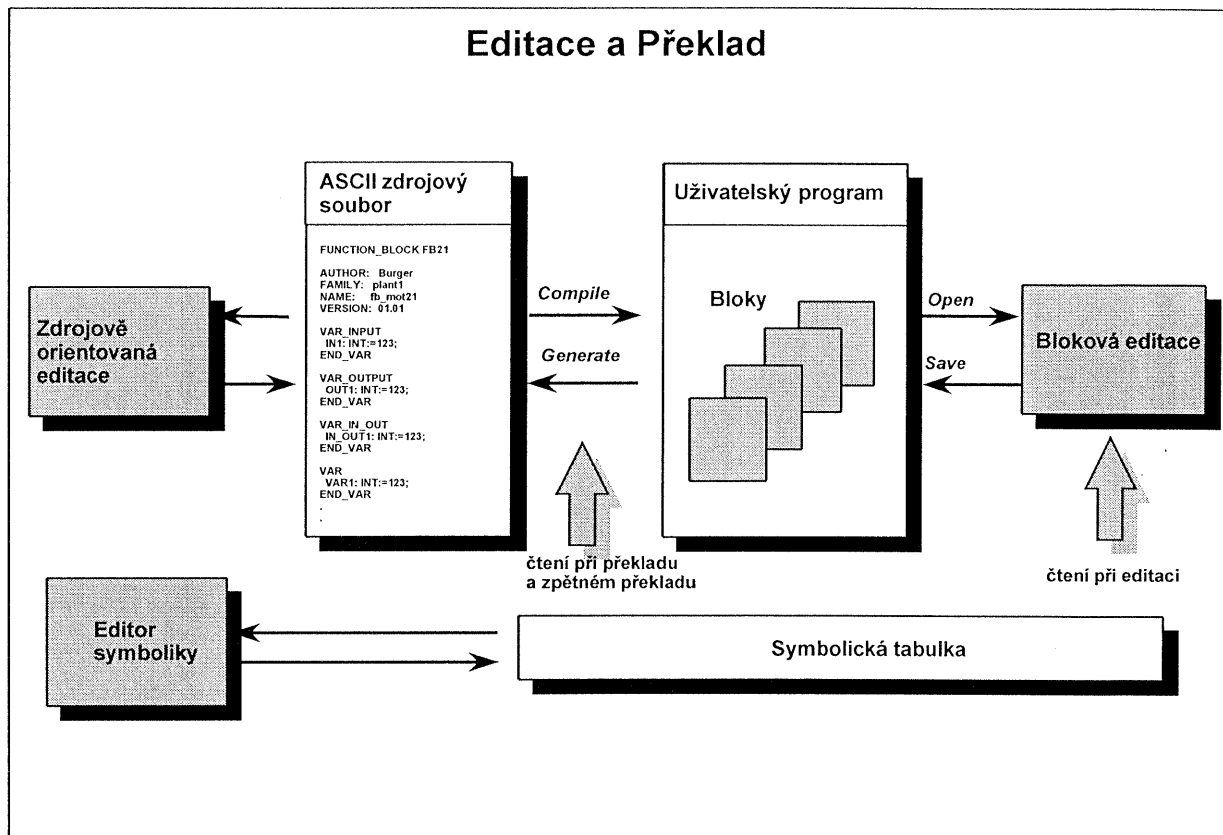 Editace a Překlad
ASCII zdrojový
soubor
FUNCTION_BLOCK FB21
AUTHOR: Burger
FAMILY: plant1
NAME: fb_mot21
VERSION: 01.01
VAR_INPUT
IN1: INT:=123;
END_VAR
VAR_OUTPUT
OUT1: INT:=123;
END_VAR
VAR_IN_OUT
IN_OUT1: INT:=123;
END_VAR
VAR
VAR1: INT:=123;
END_VAR
.
.
Zdrojově
orientovaná
editace
Compile
Generate
Uživatelský program
Bloky
Open
Save
Bloková editace
čtení při překladu
a zpětném překladu
čtení při editaci
Editor
symboliky
Symbolická tabulka